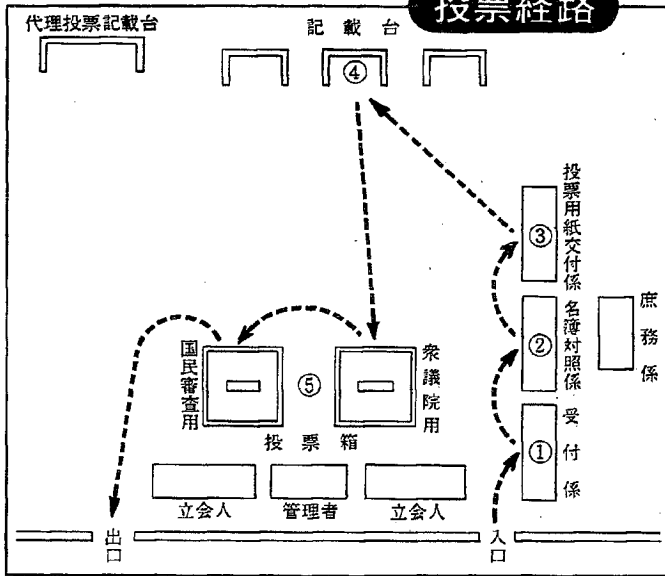 投票経路
代理投票記載台
記載台
④
③
投票用紙交付係
②
名簿対照係
庶務係
①
受付係
国民審査用
⑤
衆議院用
投票箱
立会人
管理者
立会人
出口
入口